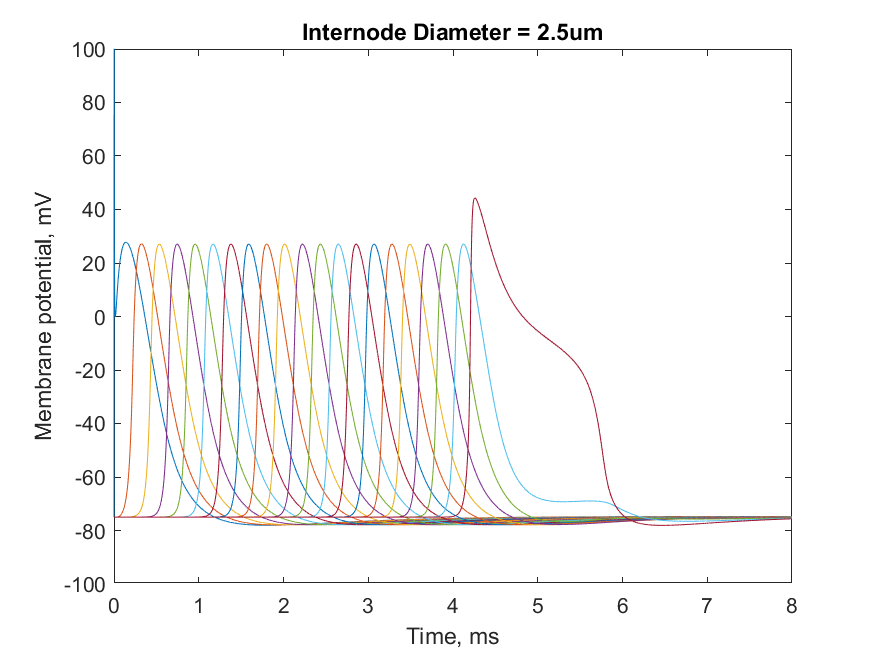 Internode Diameter = 2.5um
100
80
60
40
20
0
-20
-40
-60
-80
-100
Membrane potential, mV
0 1 2 3 4 5 6 7 8
Time, ms